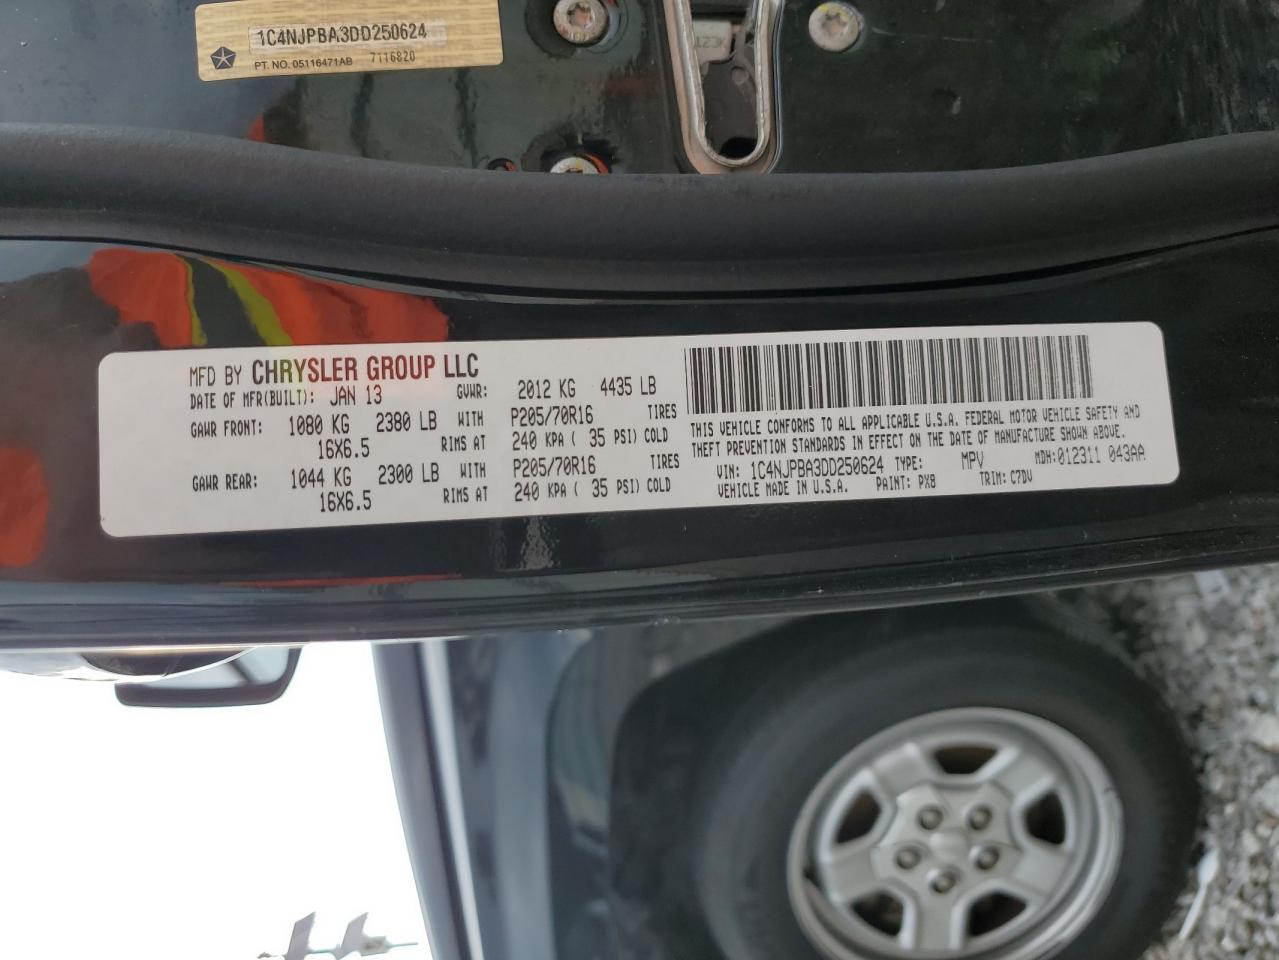 1C4NJPBA3DD250624
PT. NO. 05116471AB 7116820
123K
MFD BY CHRYSLER GROUP LLC
DATE OF MFR(BUILT): JAN 13 GVWR: 2012 KG 4435 LB
GAWR FRONT: 1080 KG 2380 LB WITH P205/70R16 TIRES
16X6.5 RIMS AT 240 KPA ( 35 PSI) COLD
GAWR REAR: 1044 KG 2300 LB WITH P205/70R16 TIRES
16X6.5 RIMS AT 240 KPA ( 35 PSI) COLD
THIS VEHICLE CONFORMS TO ALL APPLICABLE U.S.A. FEDERAL MOTOR VEHICLE SAFETY AND
THEFT PREVENTION STANDARDS IN EFFECT ON THE DATE OF MANUFACTURE SHOWN ABOVE.
VIN: 1C4NJPBA3DD250624 TYPE: MPV MDH:012311 043AA
VEHICLE MADE IN U.S.A. PAINT: PX8 TRIM: C7DV